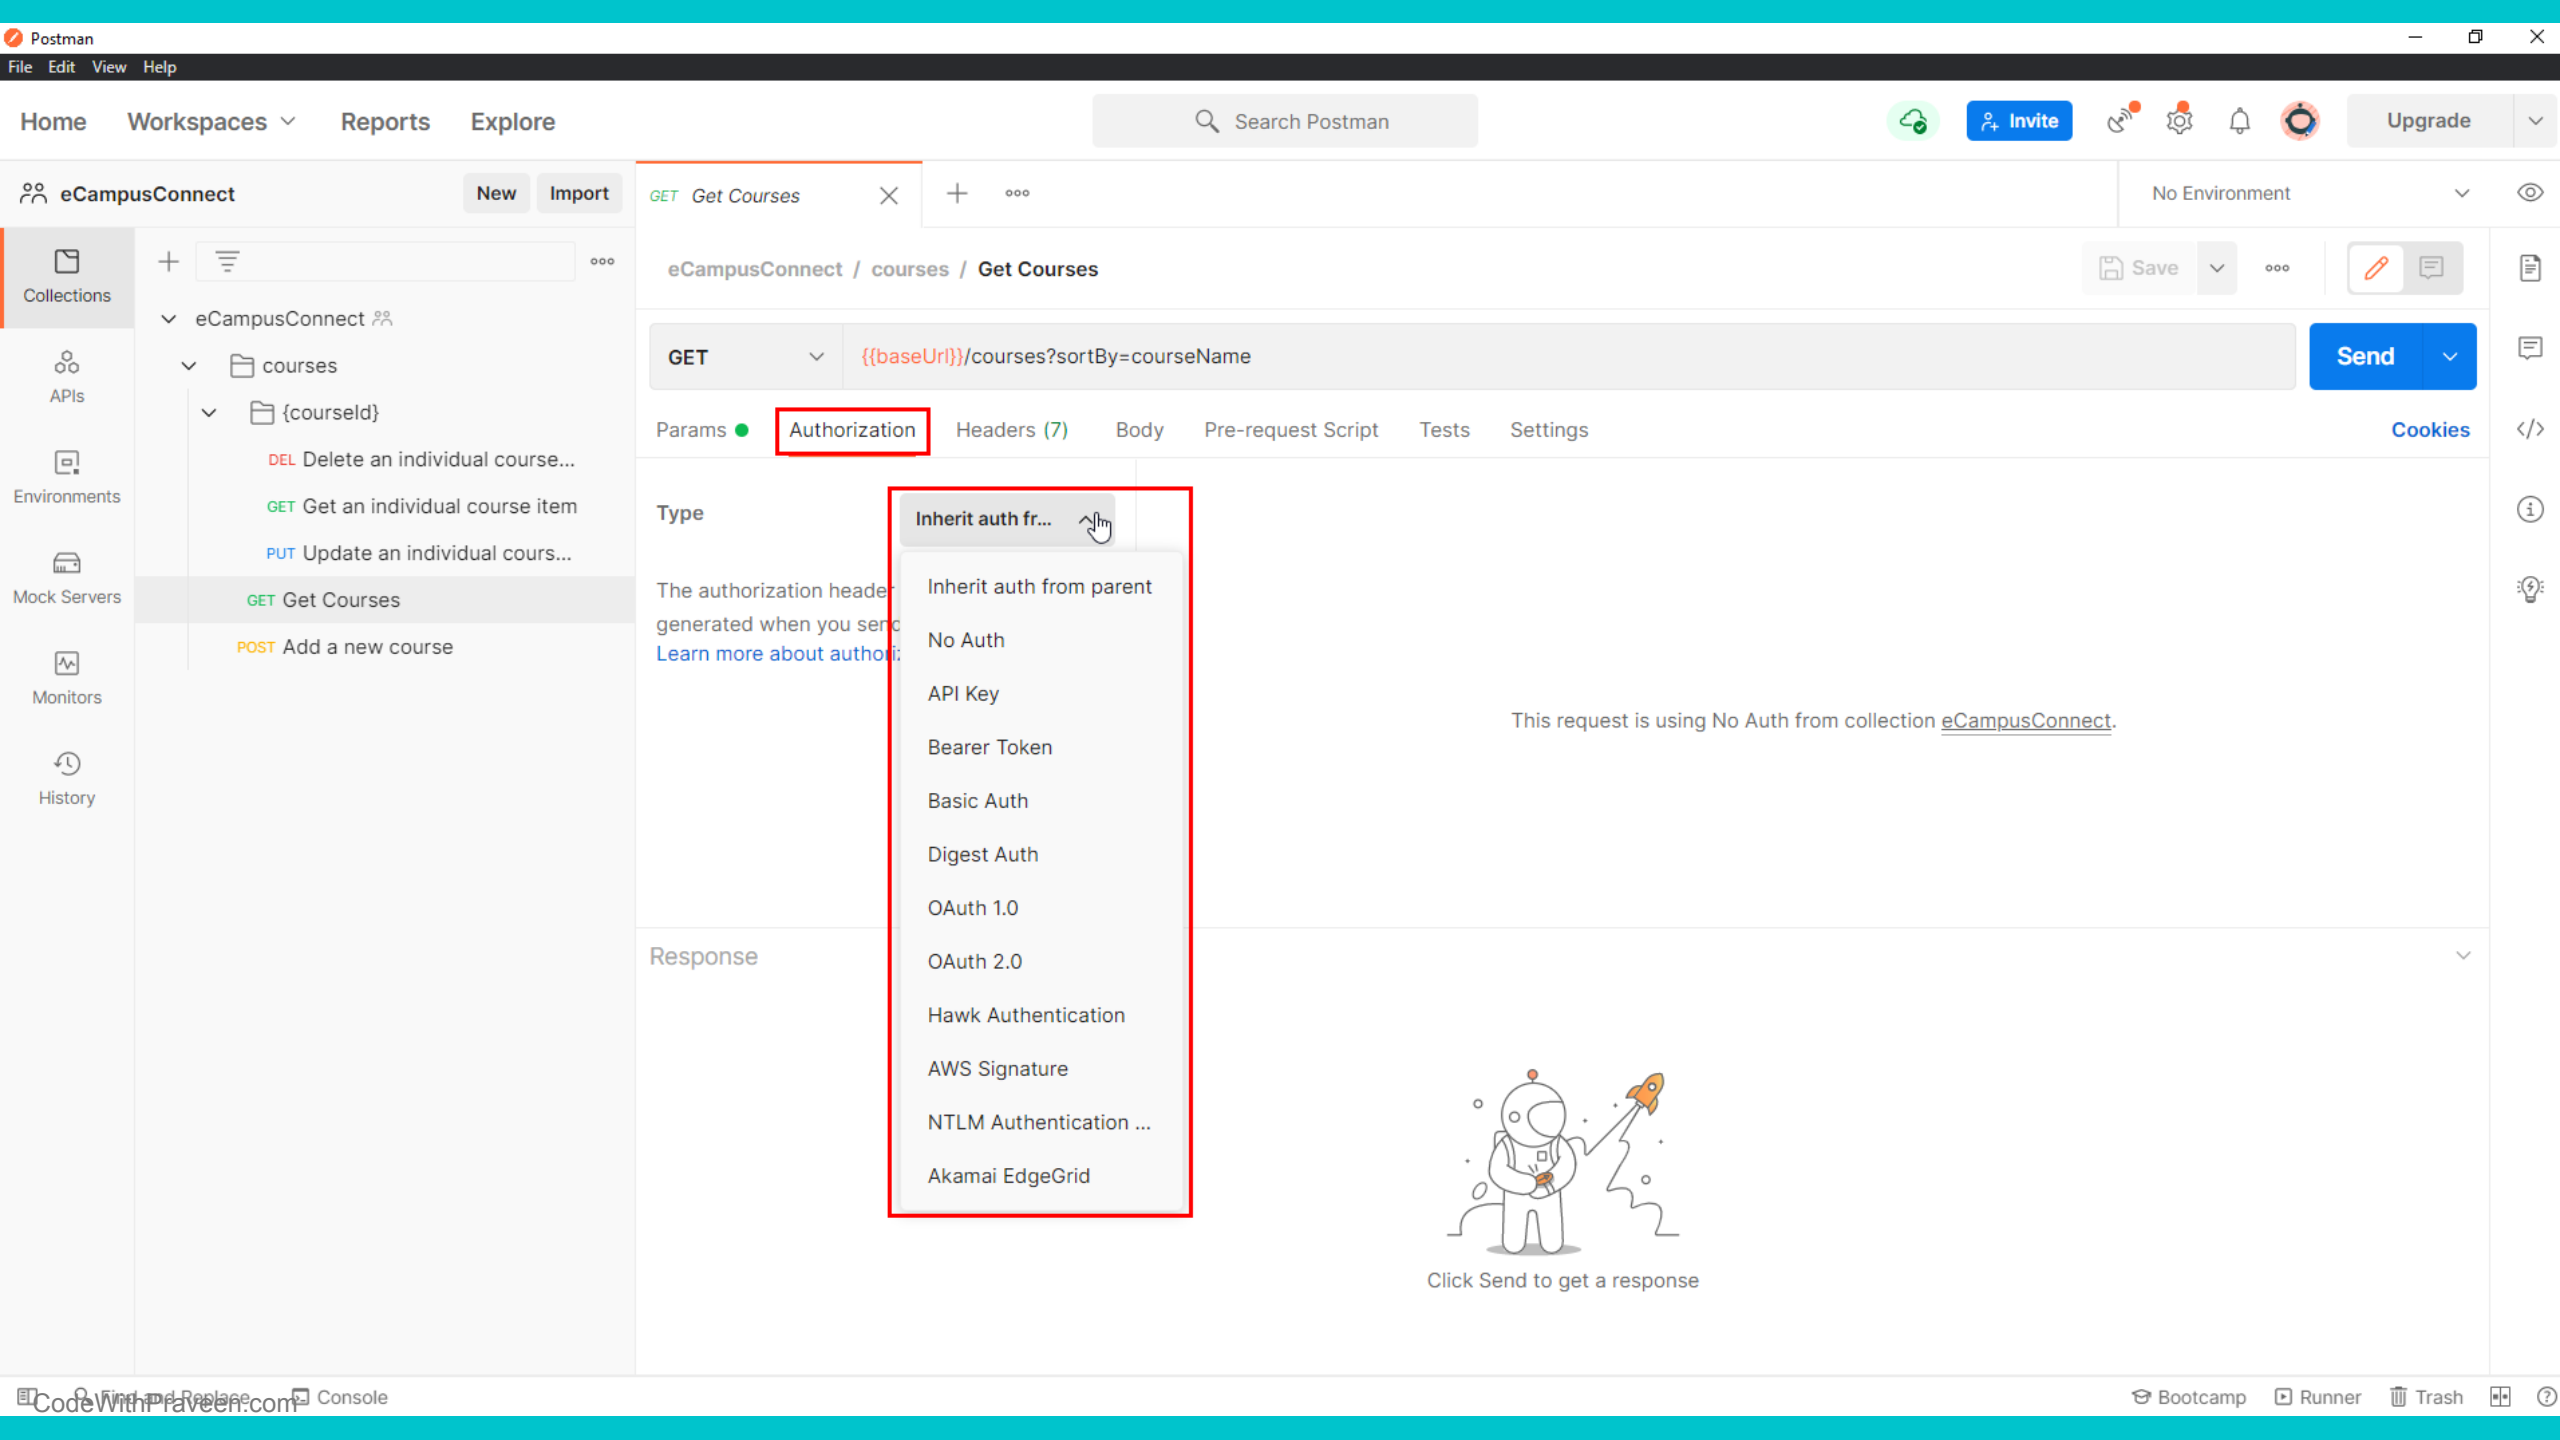 Postman
File Edit View Help
Home Workspaces Reports Explore
Search Postman
Invite
Upgrade
eCampusConnect
New Import
GET Get Courses
No Environment
Collections
APIs
Environments
Mock Servers
Monitors
History
eCampusConnect
courses
{courseId}
DEL Delete an individual course...
GET Get an individual course item
PUT Update an individual cours...
GET Get Courses
POST Add a new course
eCampusConnect / courses / Get Courses
Save
GET {{baseUrl}}/courses?sortBy=courseName
Send
Params Authorization Headers (7) Body Pre-request Script Tests Settings Cookies
Type
Inherit auth fr...
The authorization header
generated when you send
Learn more about authoriz
Inherit auth from parent
No Auth
API Key
Bearer Token
Basic Auth
Digest Auth
OAuth 1.0
OAuth 2.0
Hawk Authentication
AWS Signature
NTLM Authentication ...
Akamai EdgeGrid
This request is using No Auth from collection eCampusConnect.
Response
Click Send to get a response
Find and Replace
CodeWithPraveen.com
Console
Bootcamp Runner Trash